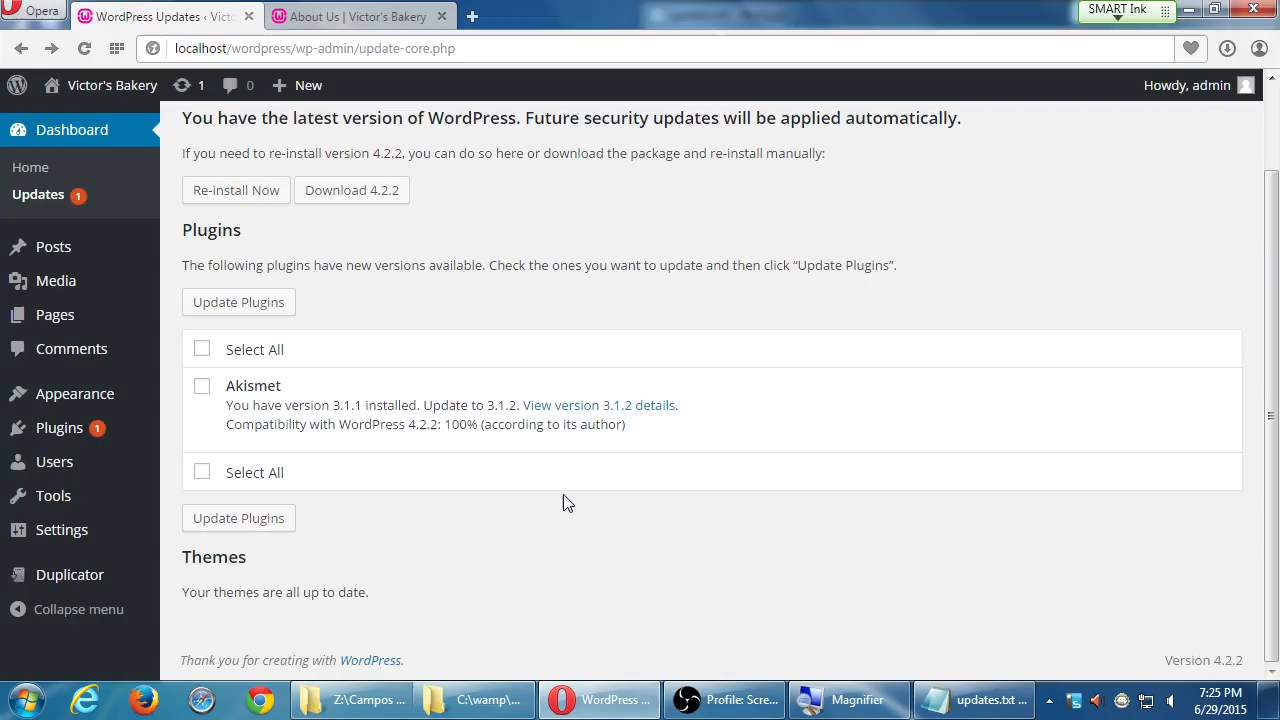 Opera
WordPress Updates ‹ Victo
About Us | Victor's Bakery
SMART Ink
localhost/wordpress/wp-admin/update-core.php
Victor's Bakery 1 0 New
Howdy, admin
Dashboard
Home
Updates 1
Posts
Media
Pages
Comments
Appearance
Plugins 1
Users
Tools
Settings
Duplicator
Collapse menu
You have the latest version of WordPress. Future security updates will be applied automatically.
If you need to re-install version 4.2.2, you can do so here or download the package and re-install manually:
Re-install Now Download 4.2.2
Plugins
The following plugins have new versions available. Check the ones you want to update and then click “Update Plugins”.
Update Plugins
Select All
Akismet
You have version 3.1.1 installed. Update to 3.1.2. View version 3.1.2 details.
Compatibility with WordPress 4.2.2: 100% (according to its author)
Select All
Update Plugins
Themes
Your themes are all up to date.
Thank you for creating with WordPress.
Version 4.2.2
Z:\Campos ...
C:\wamp\...
WordPress ...
Profile: Scre...
Magnifier
updates.txt ...
7:25 PM
6/29/2015